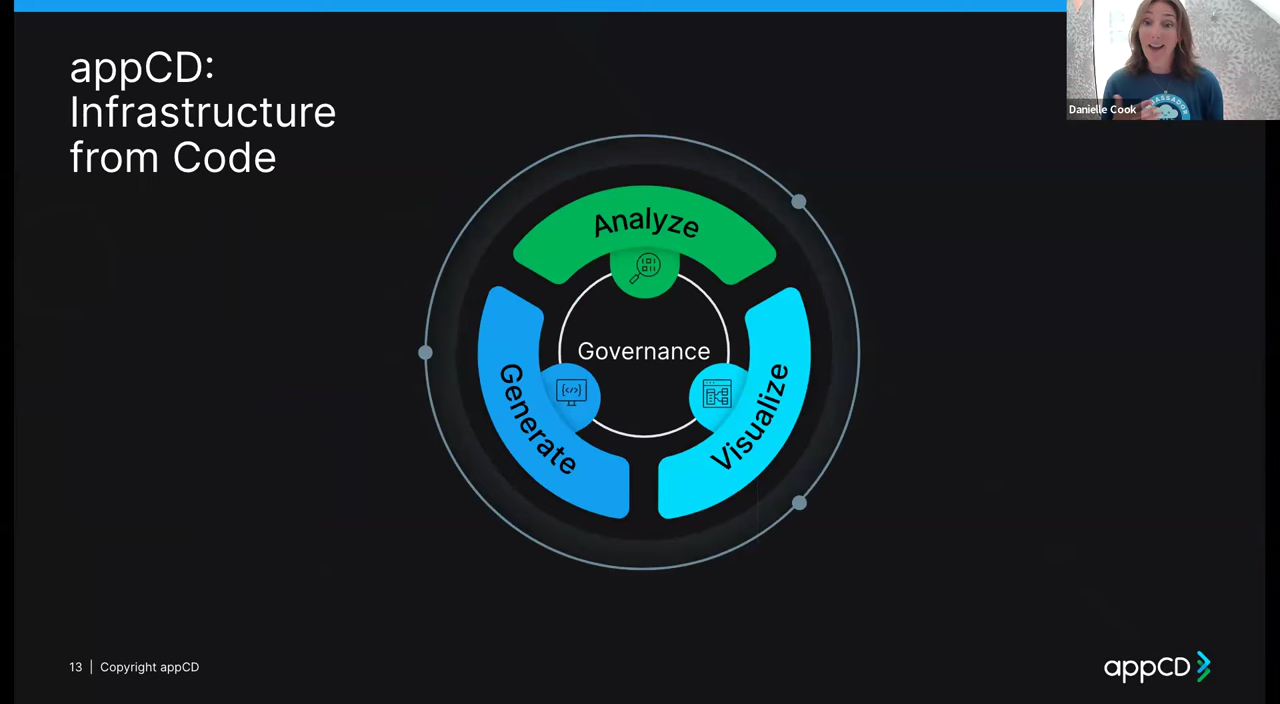 appCD:
Infrastructure
from Code
Danielle Cook
Analyze
Governance
Generate
Visualize
13 | Copyright appCD
appCD